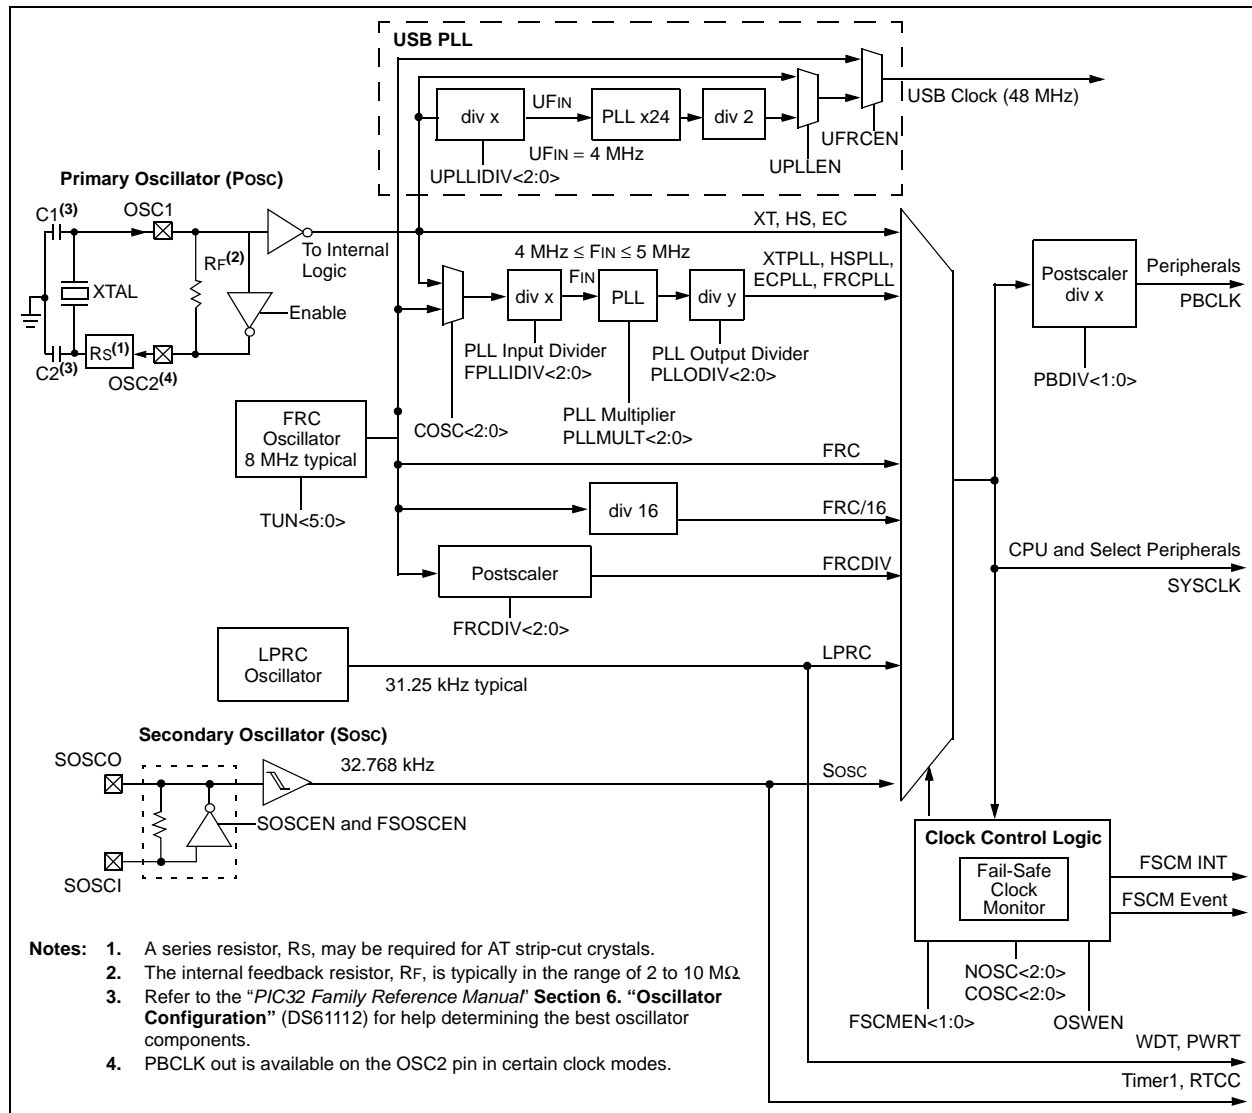 USB PLL
UFIN
div x
PLL x24
div 2
USB Clock (48 MHz)
UFIN = 4 MHz
UFRCEN
UPLLEN
UPLLIDIV<2:0>
Primary Oscillator (POSC)
C1(3)
OSC1
XT, HS, EC
To Internal
Logic
RF(2)
4 MHz ≤ FIN ≤ 5 MHz
FIN
XTPLL, HSPLL,
ECPLL, FRCPLL
div x
PLL
div y
Postscaler
div x
Peripherals
PBCLK
XTAL
Enable
RS(1)
C2(3)
OSC2(4)
PLL Input Divider
FPLLIDIV<2:0>
PLL Output Divider
PLLODIV<2:0>
PBDIV<1:0>
PLL Multiplier
PLLMULT<2:0>
COSC<2:0>
FRC
Oscillator
8 MHz typical
TUN<5:0>
FRC
div 16
FRC/16
Postscaler
FRCDIV
FRCDIV<2:0>
CPU and Select Peripherals
SYSCLK
LPRC
Oscillator
LPRC
31.25 kHz typical
Secondary Oscillator (SOSC)
SOSCO
32.768 kHz
SOSC
SOSCEN and FSOSCEN
SOSCI
Clock Control Logic
Fail-Safe
Clock
Monitor
FSCM INT
FSCM Event
NOSC<2:0>
COSC<2:0>
FSCMEN<1:0>
OSWEN
WDT, PWRT
Timer1, RTCC
Notes: 1. A series resistor, RS, may be required for AT strip-cut crystals.
2. The internal feedback resistor, RF, is typically in the range of 2 to 10 MΩ
3. Refer to the “PIC32 Family Reference Manual” Section 6. “Oscillator
Configuration” (DS61112) for help determining the best oscillator
components.
4. PBCLK out is available on the OSC2 pin in certain clock modes.